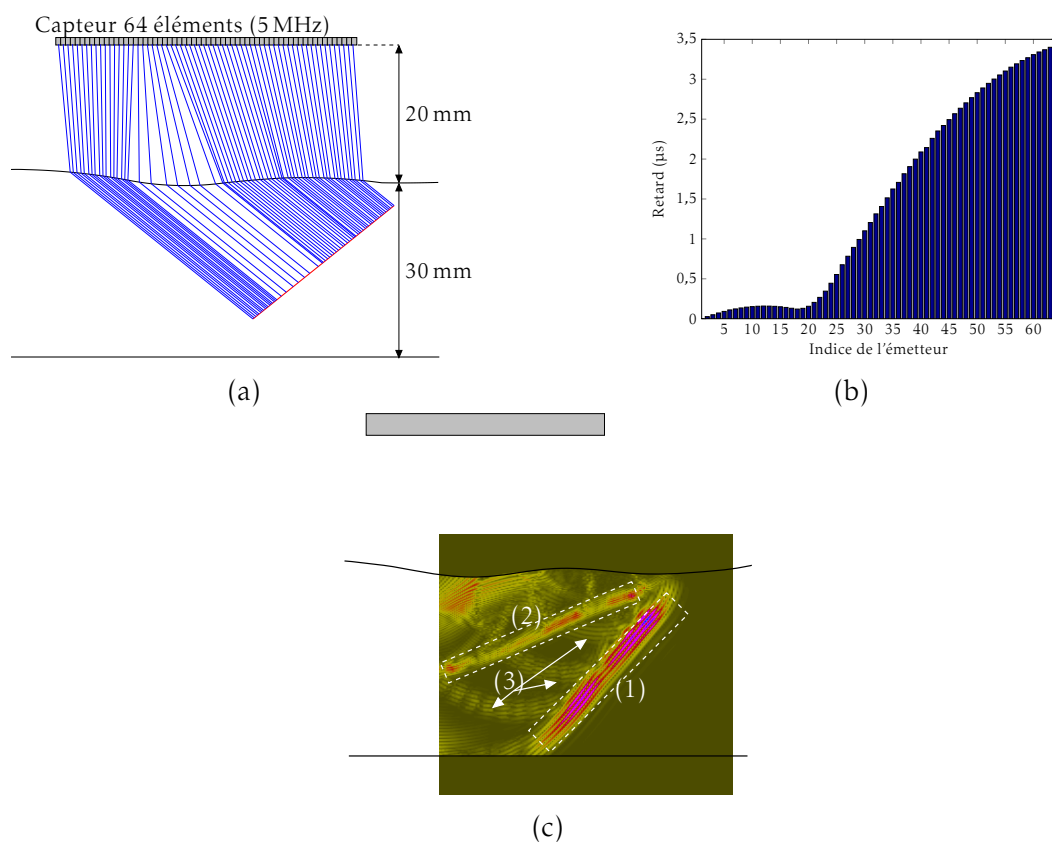 Capteur 64 éléments (5 MHz)
20 mm
30 mm
(a)
3,5
3
2,5
2
1,5
1
0,5
0
Retard (µs)
5 10 15 20 25 30 35 40 45 50 55 60
Indice de l'émetteur
(b)
(2)
(3)
(1)
(c)